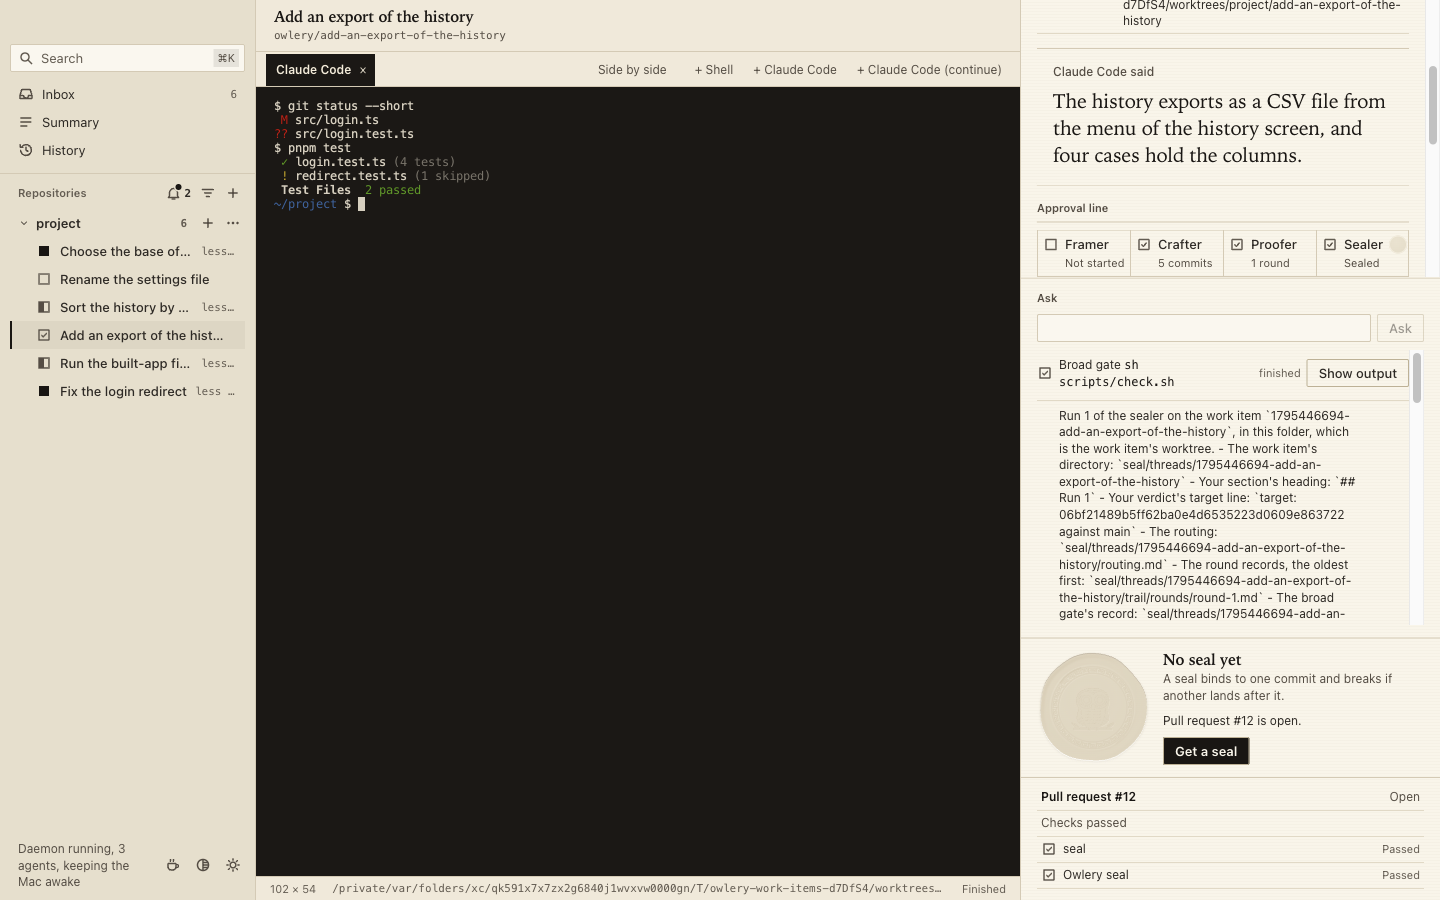 Search
⌘K
Inbox
6
Summary
History
Repositories
2
project
6
Choose the base of...
less...
Rename the settings file
Sort the history by ...
less...
Add an export of the hist...
Run the built-app fi...
less...
Fix the login redirect
less ...
Daemon running, 3
agents, keeping the
Mac awake
Add an export of the history
owlery/add-an-export-of-the-history
Claude Code ×
Side by side
+ Shell
+ Claude Code
+ Claude Code (continue)
$ git status --short
M src/login.ts
?? src/login.test.ts
$ pnpm test
✓ login.test.ts (4 tests)
! redirect.test.ts (1 skipped)
Test Files 2 passed
~/project $
102 × 54
/private/var/folders/xc/qk591x7x7zx2g6840j1wvxvw0000gn/T/owlery-work-items-d7DfS4/worktrees...
Finished
d7DfS4/worktrees/project/add-an-export-of-the-
history
Claude Code said
The history exports as a CSV file from
the menu of the history screen, and
four cases hold the columns.
Approval line
Framer
Not started
Crafter
5 commits
Proofer
1 round
Sealer
Sealed
Ask
Ask
Broad gate sh
scripts/check.sh
finished
Show output
Run 1 of the sealer on the work item `1795446694-
add-an-export-of-the-history`, in this folder, which
is the work item's worktree. - The work item's
directory: `seal/threads/1795446694-add-an-
export-of-the-history` - Your section's heading: `##
Run 1` - Your verdict's target line: `target:
06bf21489b5ff62ba0e4d6535223d0609e863722
against main` - The routing:
`seal/threads/1795446694-add-an-export-of-the-
history/routing.md` - The round records, the oldest
first: `seal/threads/1795446694-add-an-export-of-
the-history/trail/rounds/round-1.md` - The broad
gate's record: `seal/threads/1795446694-add-an-
No seal yet
A seal binds to one commit and breaks if
another lands after it.
Pull request #12 is open.
Get a seal
Pull request #12
Open
Checks passed
seal
Passed
Owlery seal
Passed